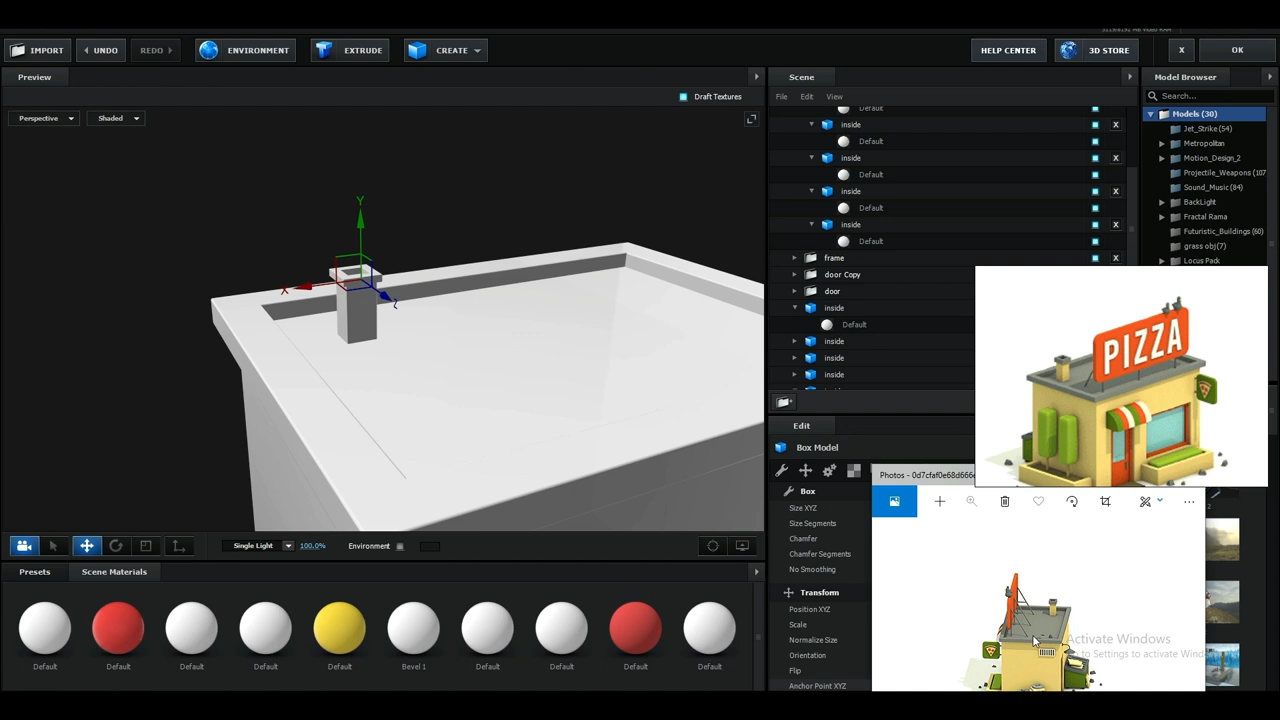 IMPORT
UNDO
REDO
ENVIRONMENT
EXTRUDE
CREATE
HELP CENTER
3D STORE
X
OK
Preview
Scene
Model Browser
Draft Textures
File Edit View
Search...
Perspective
Shaded
Default
inside X
Default
inside X
Default
inside X
Default
inside X
Default
frame X
door Copy
door
inside
Default
inside
inside
inside
Models (30)
Jet_Strike (54)
Metropolitan
Motion_Design_2
Projectile_Weapons (107
Sound_Music (84)
BackLight
Fractal Rama
Futuristic_Buildings (60)
grass obj(7)
Locus Pack
Y
X
Z
PIZZA
Edit
Box Model
Photos - 0d7cfaf0e68d666e
Box
Size XYZ
Size Segments
Chamfer
Chamfer Segments
No Smoothing
Transform
Position XYZ
Scale
Normalize Size
Orientation
Flip
Anchor Point XYZ
Single Light
100.0%
Environment
Presets
Scene Materials
Default Default Default Default Default Bevel 1 Default Default Default Default
Activate Windows
to Settings to activate Wind